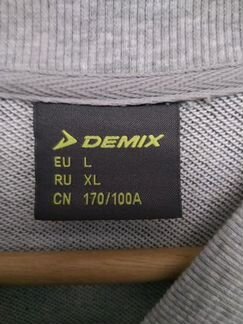 DEMIX
EU L
RU XL
CN 170/100A